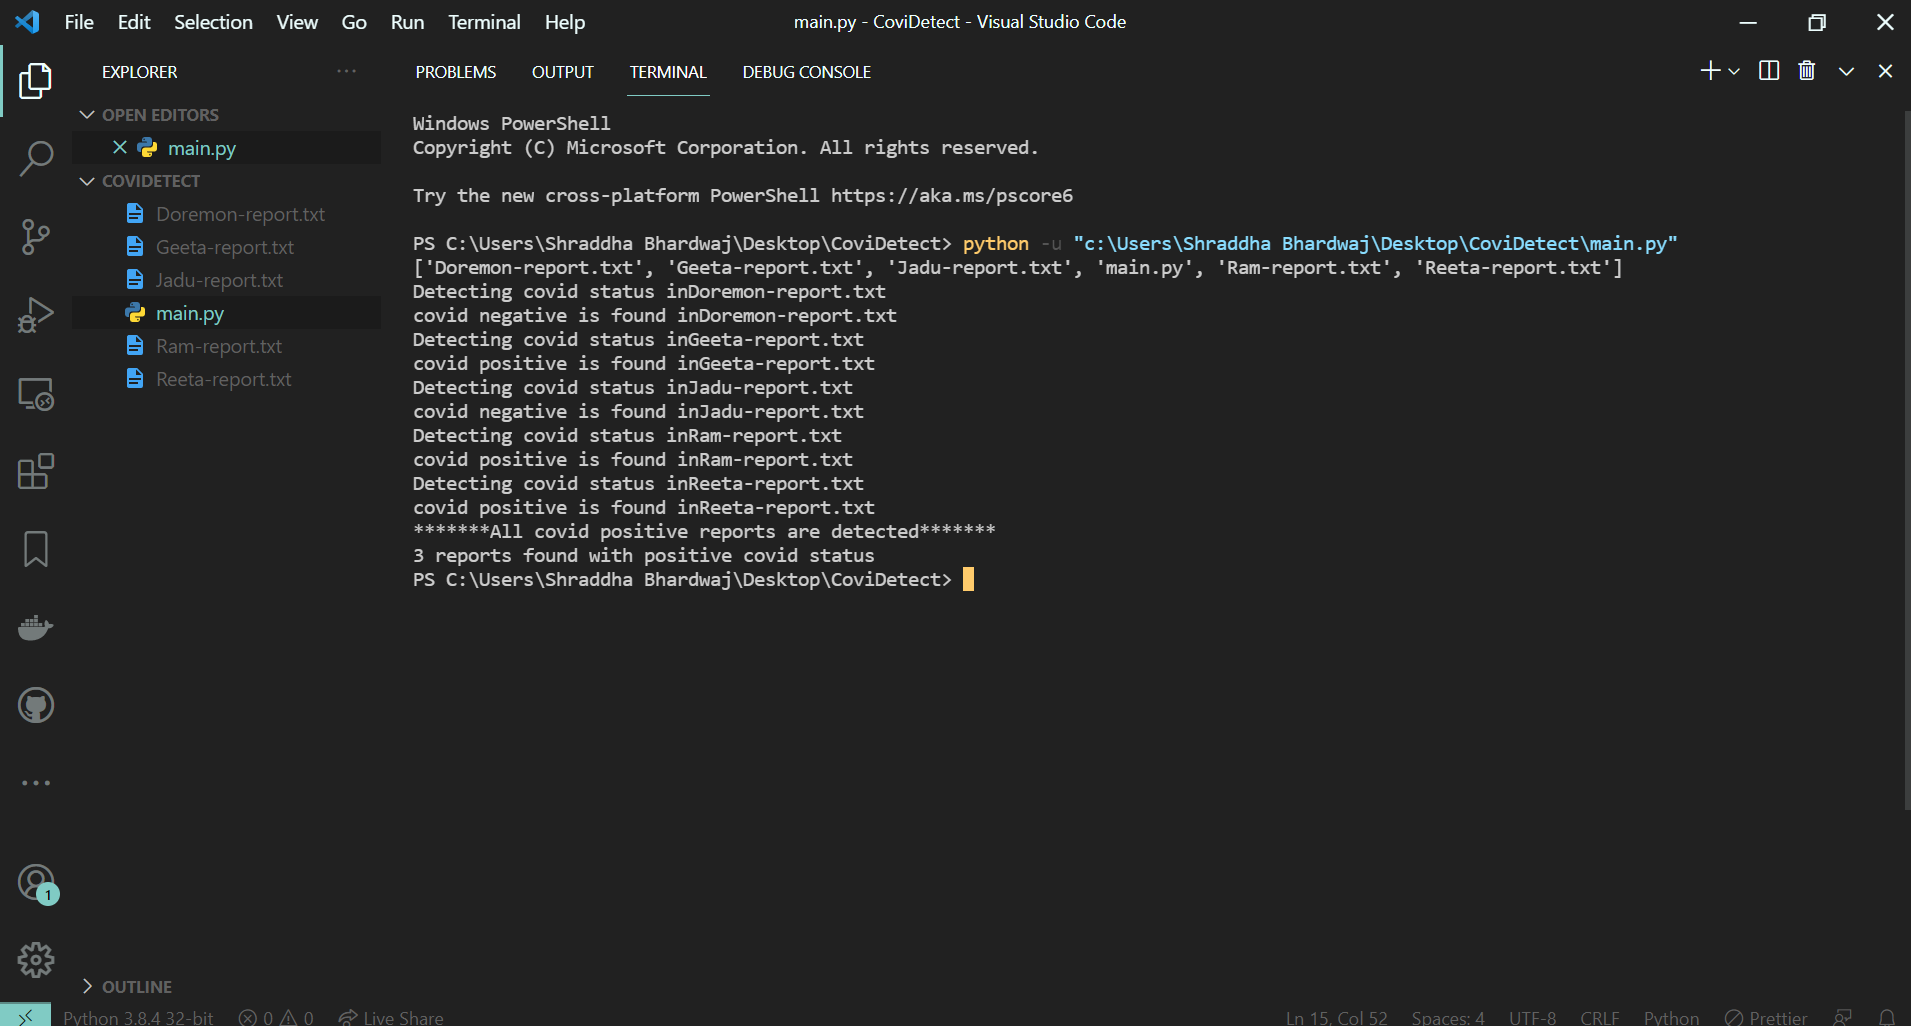 File Edit Selection View Go Run Terminal Help
main.py - CoviDetect - Visual Studio Code
EXPLORER
OPEN EDITORS
main.py
COVIDETECT
Doremon-report.txt
Geeta-report.txt
Jadu-report.txt
main.py
Ram-report.txt
Reeta-report.txt
OUTLINE
1
PROBLEMS OUTPUT TERMINAL DEBUG CONSOLE
Windows PowerShell
Copyright (C) Microsoft Corporation. All rights reserved.
Try the new cross-platform PowerShell https://aka.ms/pscore6
PS C:\Users\Shraddha Bhardwaj\Desktop\CoviDetect> python -u "c:\Users\Shraddha Bhardwaj\Desktop\CoviDetect\main.py"
['Doremon-report.txt', 'Geeta-report.txt', 'Jadu-report.txt', 'main.py', 'Ram-report.txt', 'Reeta-report.txt']
Detecting covid status inDoremon-report.txt
covid negative is found inDoremon-report.txt
Detecting covid status inGeeta-report.txt
covid positive is found inGeeta-report.txt
Detecting covid status inJadu-report.txt
covid negative is found inJadu-report.txt
Detecting covid status inRam-report.txt
covid positive is found inRam-report.txt
Detecting covid status inReeta-report.txt
covid positive is found inReeta-report.txt
*******All covid positive reports are detected*******
3 reports found with positive covid status
PS C:\Users\Shraddha Bhardwaj\Desktop\CoviDetect>
Python 3.8.4 32-bit 0 0 Live Share Ln 15, Col 52 Spaces: 4 UTF-8 CRLF Python Prettier